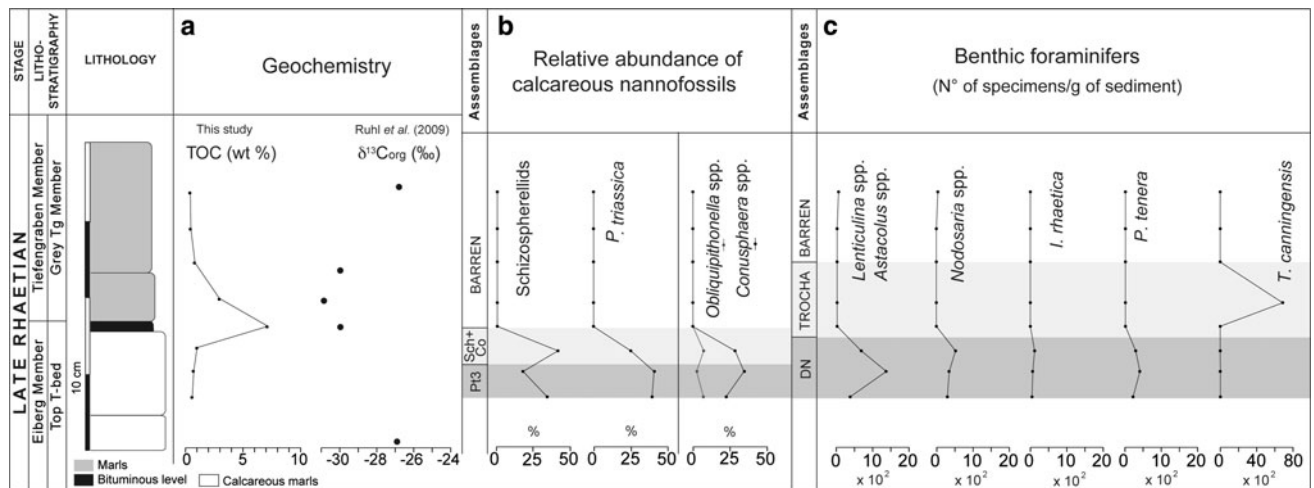 STAGE
LITHO-
STRATIGRAPHY
LITHOLOGY
a
Geochemistry
Assemblages
b
Relative abundance of
calcareous nannofossils
Assemblages
c
Benthic foraminifers
(N° of specimens/g of sediment)
LATE RHAETIAN
Eiberg Member
Tiefengraben Member
Top T-bed
Grey Tg Member
10 cm
This study
TOC (wt %)
Ruhl et al. (2009)
δ13Corg (‰)
BARREN
Sch+
Co
Pt3
Schizospherellids
P. triassica
Obliquipithonella spp.
Conusphaera spp.
BARREN
TROCHA
DN
Lenticulina spp.
Astacolus spp.
Nodosaria spp.
I. rhaetica
P. tenera
T. canningensis
% % %
0 5 10
-30 -28 -26 -24
0 25 50
0 25 50
0 25 50
0 10 20
x 10²
0 10 20
x 10²
0 10 20
x 10²
0 10 20
x 10²
0 40 80
x 10²
Marls
Bituminous level
Calcareous marls